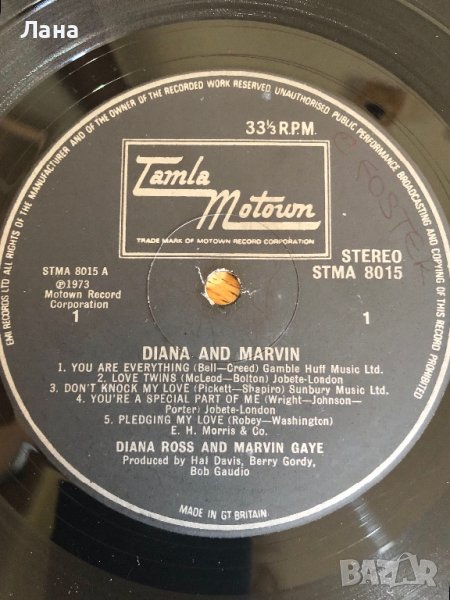 Лана
EMI RECORDS LTD ALL RIGHTS OF THE MANUFACTURER AND OF THE OWNER OF THE RECORDED WORK RESERVED UNAUTHORISED PUBLIC PERFORMANCE BROADCASTING AND COPYING OF THIS RECORD PROHIBITED
33⅓ R.P.M.
Tamla
Motown
TRADE MARK OF MOTOWN RECORD CORPORATION
FOSTER
STMA 8015 A
STEREO
℗1973
STMA 8015
Motown Record
Corporation
1
1
DIANA AND MARVIN
1. YOU ARE EVERYTHING (Bell—Creed) Gamble Huff Music Ltd.
2. LOVE TWINS (McLeod—Bolton) Jobete-London
3. DON'T KNOCK MY LOVE (Pickett—Shapiro) Sunbury Music Ltd.
4. YOU'RE A SPECIAL PART OF ME (Wright—Johnson—
Porter) Jobete-London
5. PLEDGING MY LOVE (Robey—Washington)
E. H. Morris & Co.
DIANA ROSS AND MARVIN GAYE
Produced by Hal Davis, Berry Gordy,
Bob Gaudio
MADE IN GT BRITAIN
BAZAR